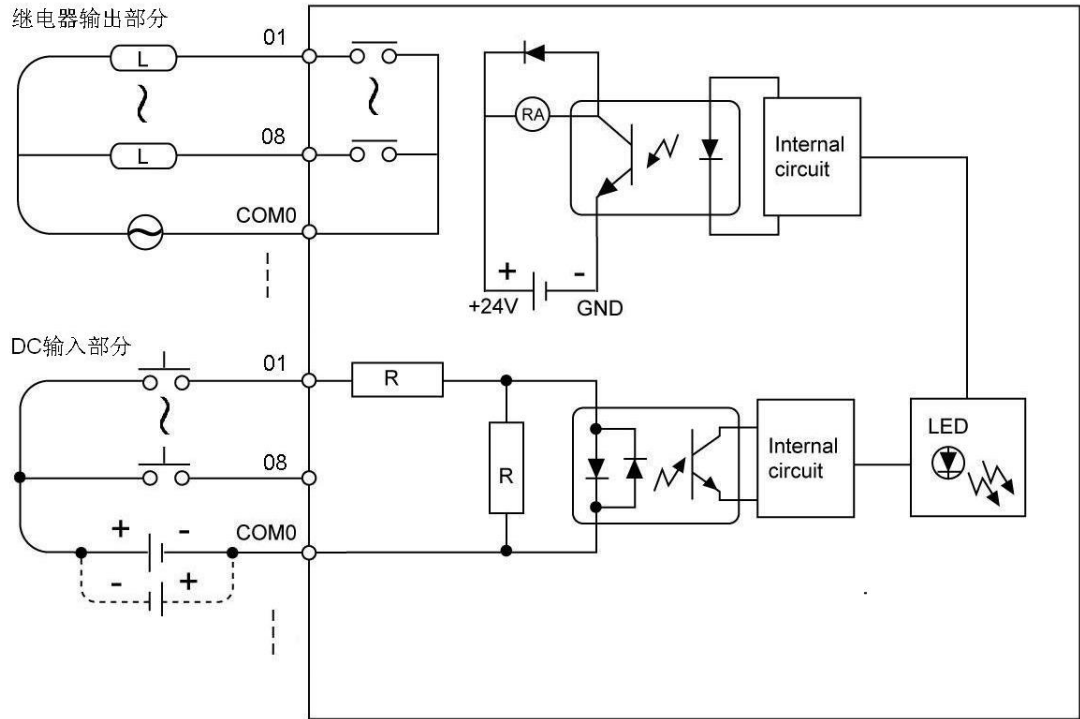 继电器输出部分
01
L
08
L
COM0
RA
Internal
circuit
+ -
+24V GND
DC输入部分
01
R
08
R
COM0
+ -
- +
Internal
circuit
LED